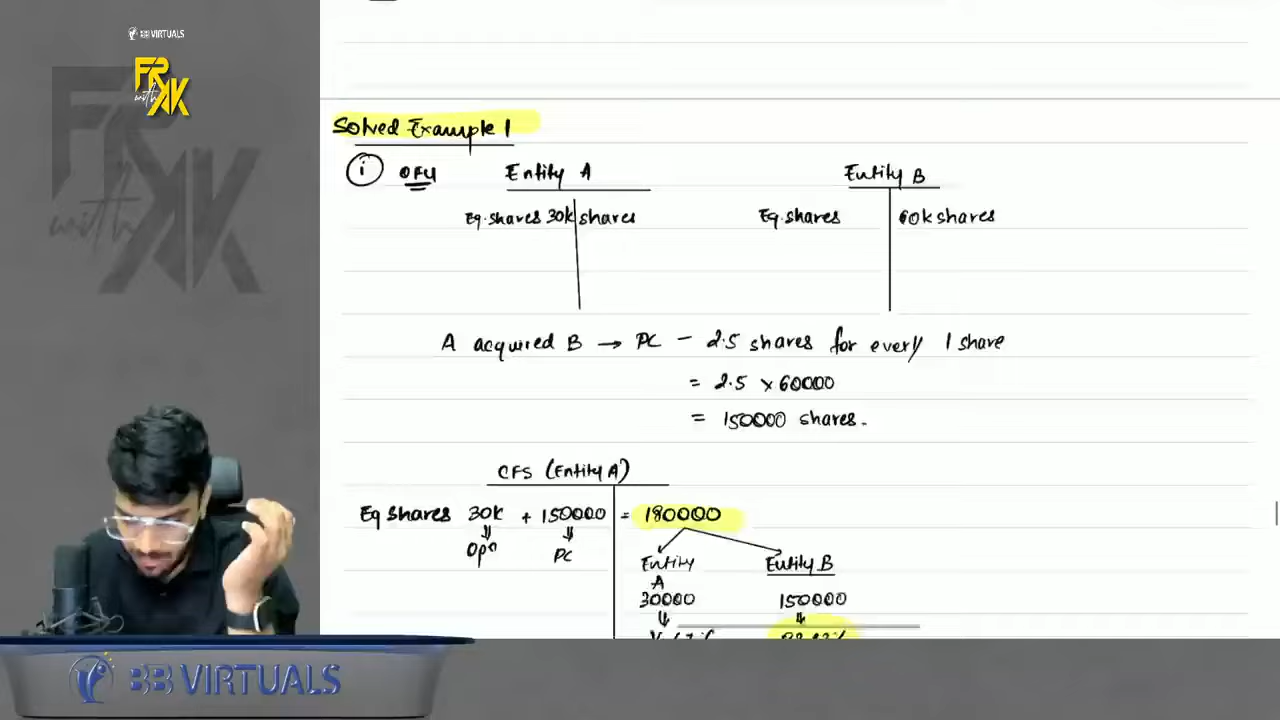 BB VIRTUALS
FR with KK
Solved Example 1
i Entity A Entity B
Eq. shares 30k shares Eq. shares 60k shares
A acquired B → PC - 2.5 shares for every 1 share
= 2.5 × 60000
= 150000 shares.
CFS (Entity A)
Eq shares 30k + 150000 = 180000
Opn PC
Entity A Entity B
30000 150000
BB VIRTUALS